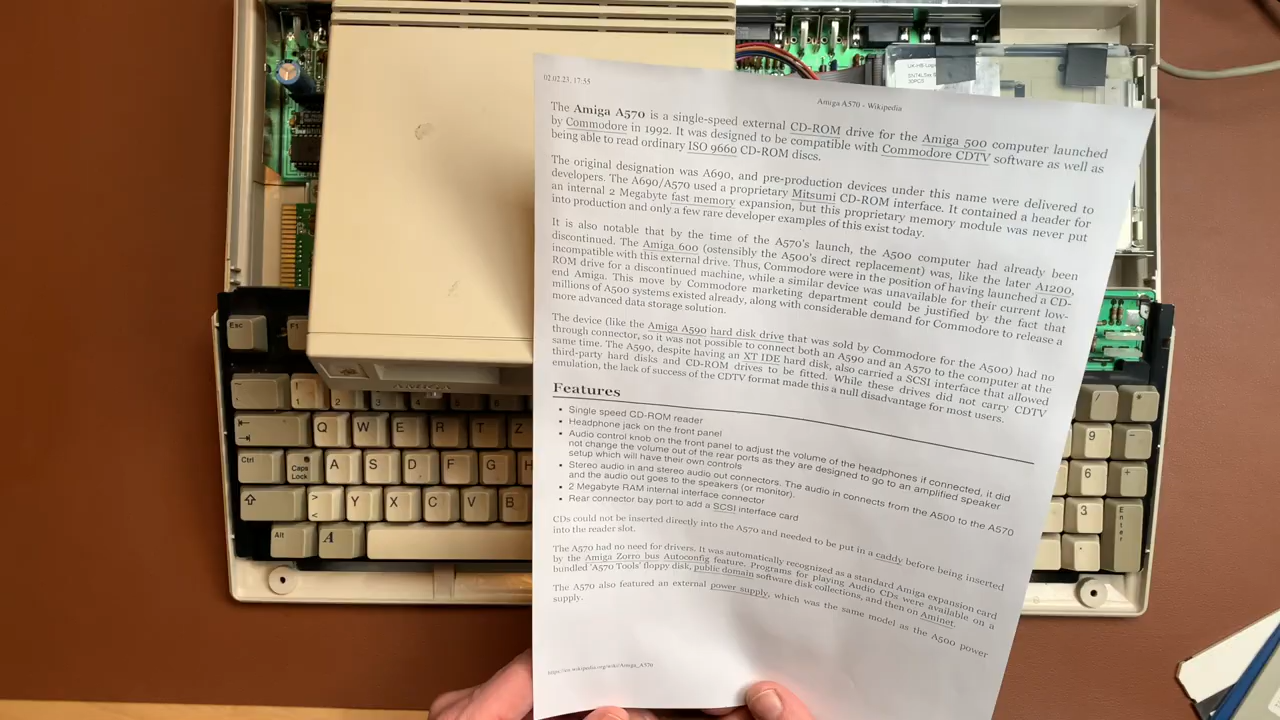 02.02.23, 17:55
Amiga A570 - Wikipedia
The Amiga A570 is a single-speed external CD-ROM drive for the Amiga 500 computer launched
by Commodore in 1992. It was designed to be compatible with Commodore CDTV software as well as
being able to read ordinary ISO 9660 CD-ROM discs.
The original designation was A690, and pre-production devices under this name were delivered to
developers. The A690/A570 used a proprietary Mitsumi CD-ROM interface. It contained a header for
an internal 2 Megabyte fast memory expansion, but this proprietary memory module was never put
into production and only a few rare developer examples of this exist today.
It is also notable that by the time of the A570's launch, the A500 computer had already been
discontinued. The Amiga 600 (ostensibly the A500's direct replacement) was, like the later A1200,
incompatible with this external drive. Thus, Commodore were in the position of having launched a CD-
ROM drive for a discontinued machine, while a similar device was unavailable for their current low-
end Amiga. This move by Commodore marketing department could be justified by the fact that
millions of A500 systems existed already, along with considerable demand for Commodore to release a
more advanced data storage solution.
The device (like the Amiga A590 hard disk drive that was sold by Commodore for the A500) had no
through connector, so it was not possible to connect both an A590 and an A570 to the computer at the
same time. The A590, despite having an XT IDE hard disk, also carried a SCSI interface that allowed
third-party hard disks and CD-ROM drives to be fitted. While these drives did not carry CDTV
emulation, the lack of success of the CDTV format made this a null disadvantage for most users.
Features
▪ Single speed CD-ROM reader
▪ Headphone jack on the front panel
▪ Audio control knob on the front panel to adjust the volume of the headphones if connected, it did
not change the volume out of the rear ports as they are designed to go to an amplified speaker
setup which will have their own controls
▪ Stereo audio in and stereo audio out connectors. The audio in connects from the A500 to the A570
and the audio out goes to the speakers (or monitor).
▪ 2 Megabyte RAM internal interface connector
▪ Rear connector bay port to add a SCSI interface card
CDs could not be inserted directly into the A570 and needed to be put in a caddy before being inserted
into the reader slot.
The A570 had no need for drivers. It was automatically recognized as a standard Amiga expansion card
by the Amiga Zorro bus Autoconfig feature. Programs for playing Audio CDs were available on a
bundled 'A570 Tools' floppy disk, public domain software disk collections, and then on Aminet.
The A570 also featured an external power supply, which was the same model as the A500 power
supply.
https://en.wikipedia.org/wiki/Amiga_A570
Esc F1
1 2 3 4
Q W E R T Z
Ctrl Caps Lock A S D F G H
> < Y X C V B
Alt A
/ *
9 -
6 +
3 Enter
.